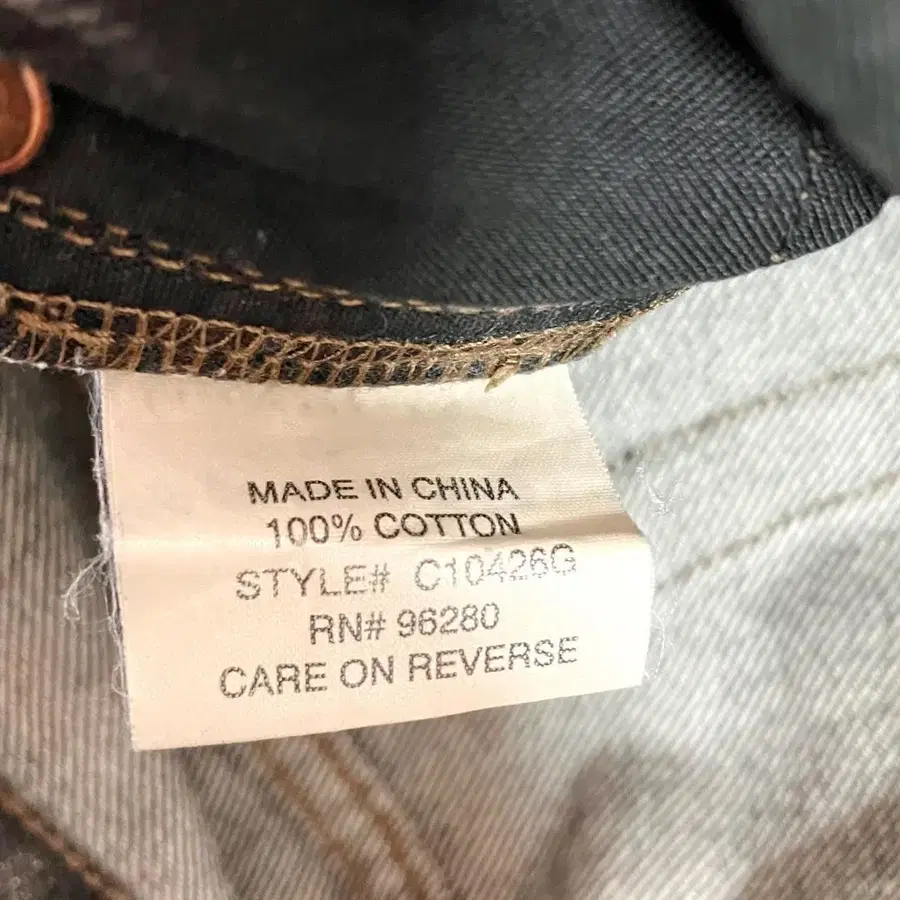 MADE IN CHINA
100% COTTON
STYLE# C10426G
RN# 96280
CARE ON REVERSE